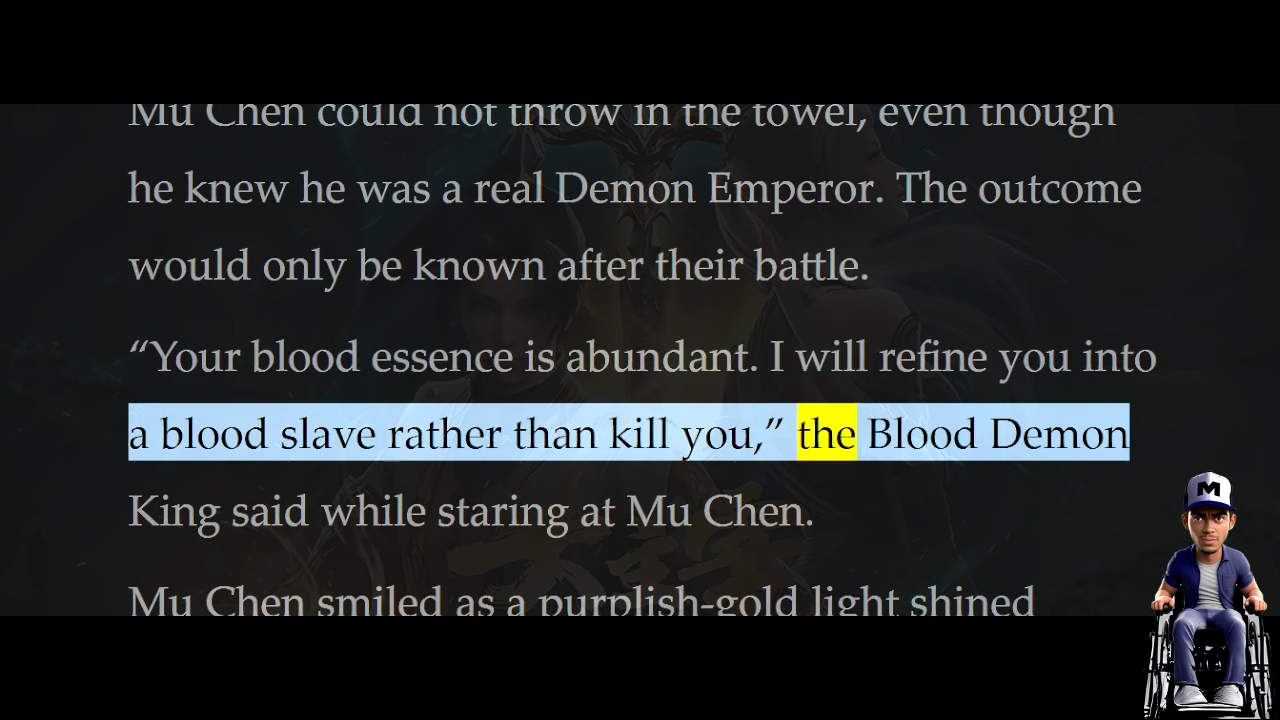 Mu Chen could not throw in the towel, even though
he knew he was a real Demon Emperor. The outcome
would only be known after their battle.
“Your blood essence is abundant. I will refine you into
a blood slave rather than kill you,” the Blood Demon
King said while staring at Mu Chen.
Mu Chen smiled as a purplish-gold light shined
M